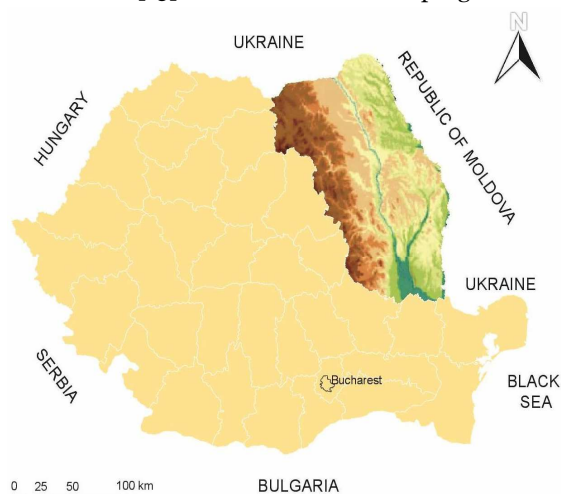 UKRAINE
N
HUNGARY
REPUBLIC OF MOLDOVA
UKRAINE
SERBIA
Bucharest
BLACK
SEA
0 25 50 100 km
BULGARIA